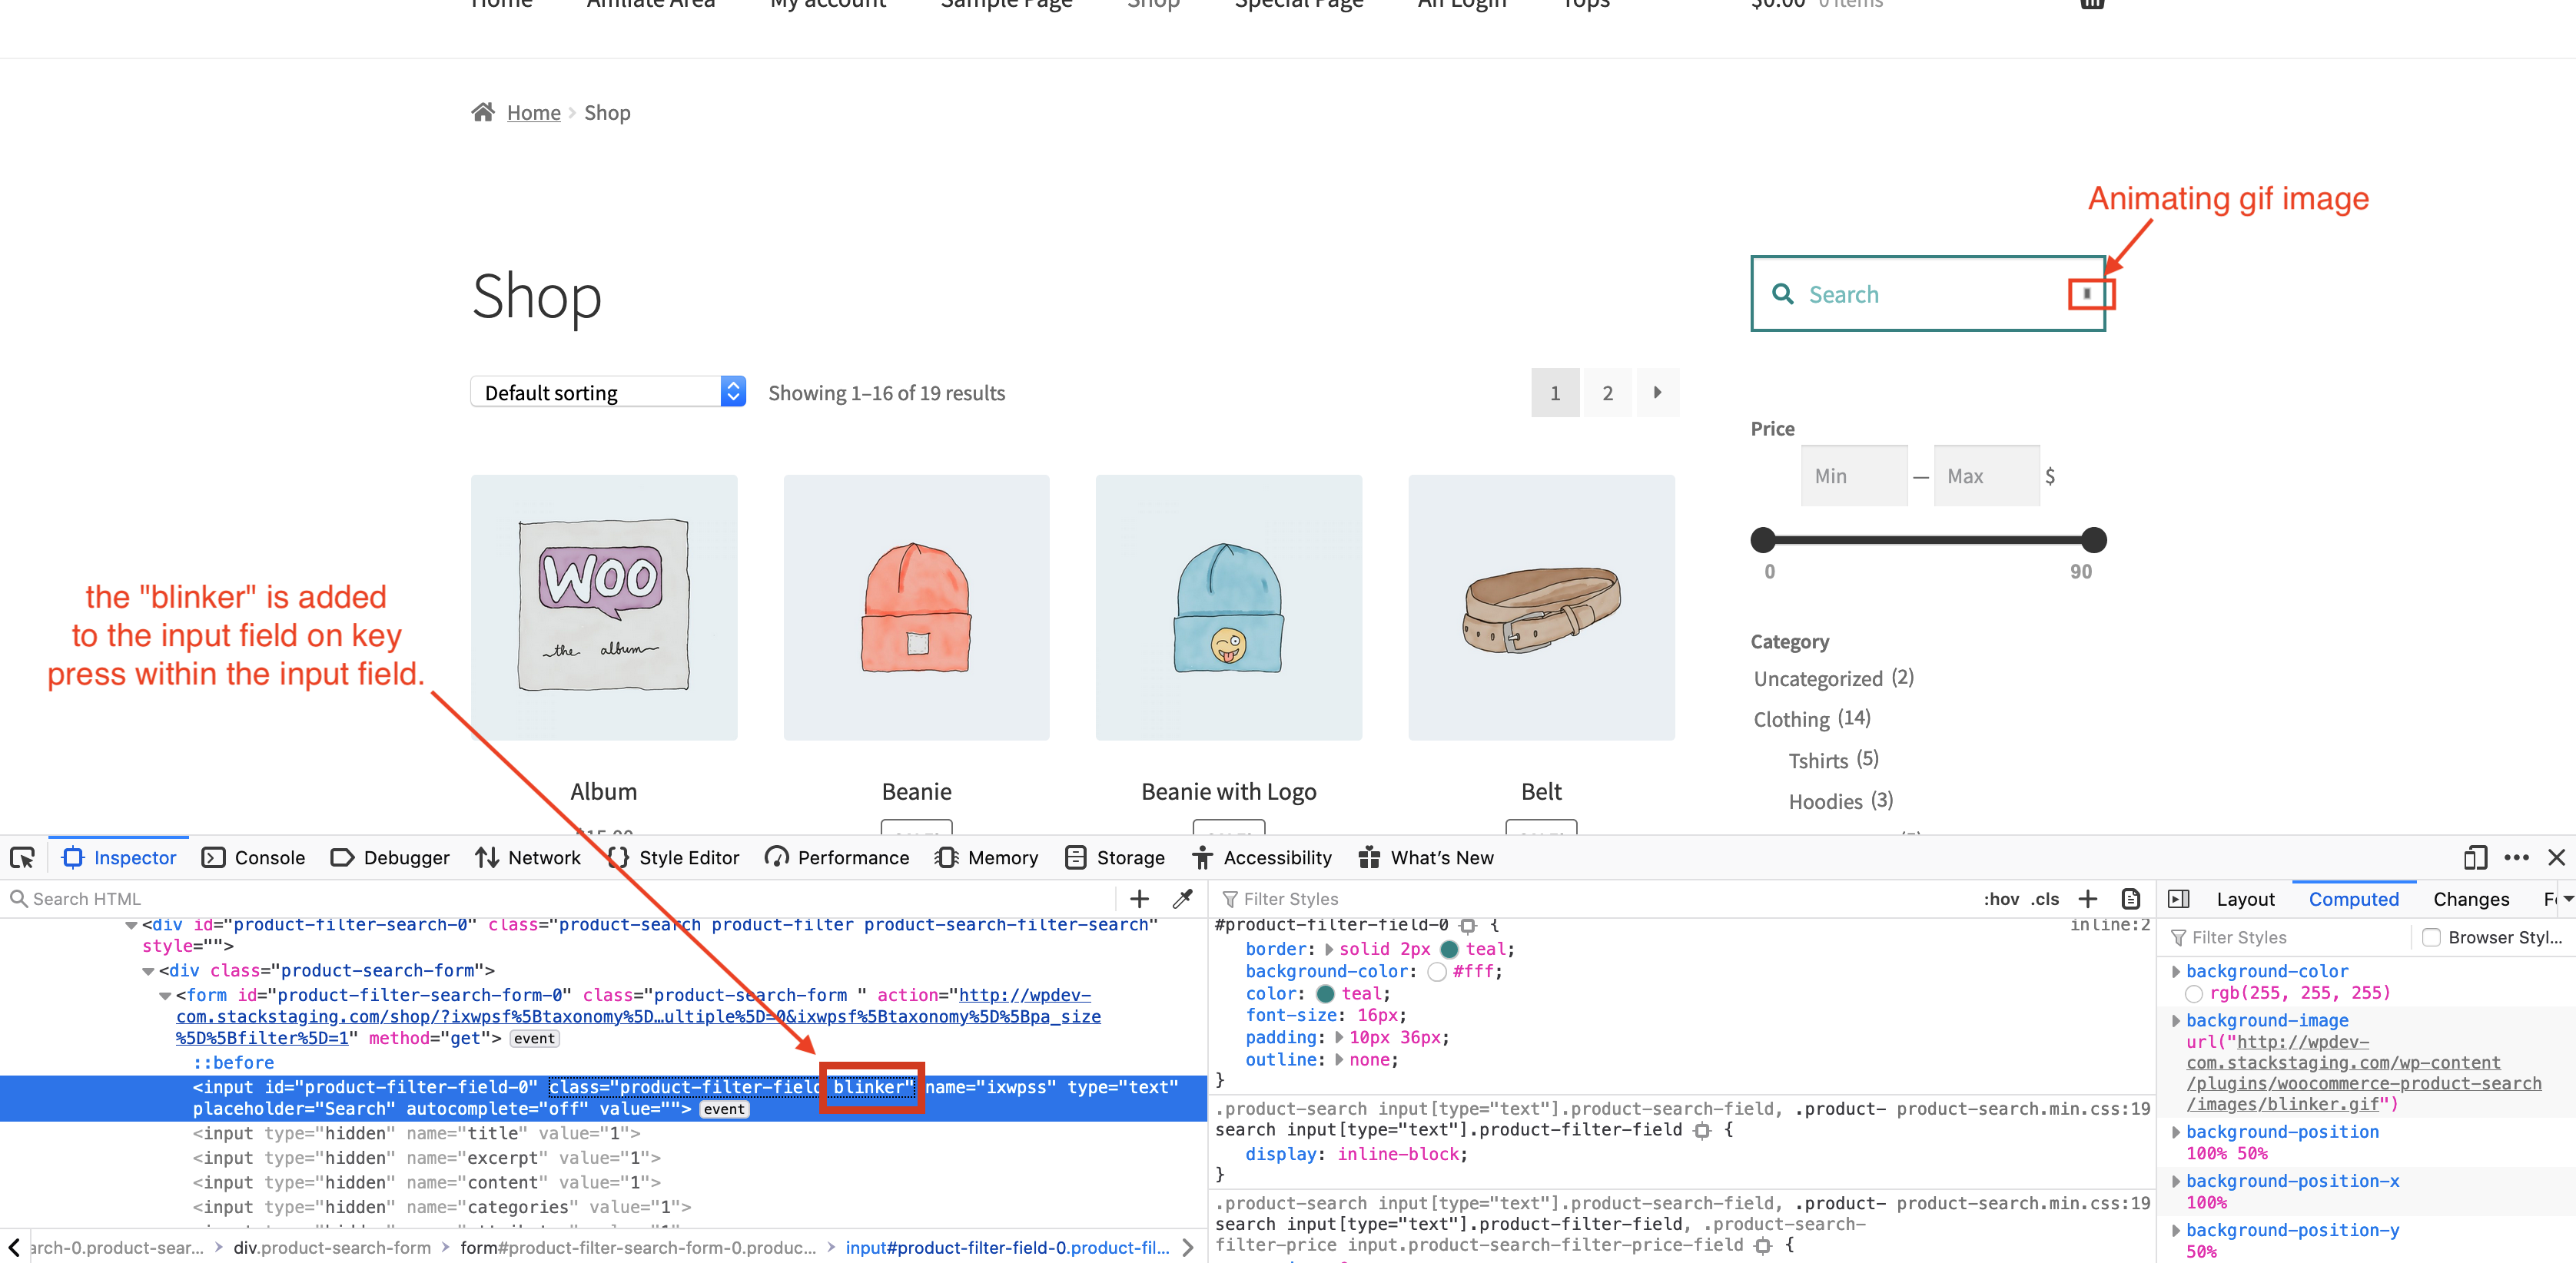 Home Affiliate Area My account Sample Page Shop Special Page Aff Login Tops $0.00 0 items
Home Shop
Animating gif image
Shop
Search
Default sorting Showing 1–16 of 19 results 1 2
Price
Min — Max $
0 90
the "blinker" is added
to the input field on key
press within the input field.
WOO
the album
Category
Uncategorized (2)
Clothing (14)
Tshirts (5)
Hoodies (3)
Album Beanie Beanie with Logo Belt
Inspector Console Debugger Network Style Editor Performance Memory Storage Accessibility What's New
Search HTML
<div id="product-filter-search-0" class="product-search product-filter product-search-filter-search"
style="">
<div class="product-search-form">
<form id="product-filter-search-form-0" class="product-search-form " action="http://wpdev-
com.stackstaging.com/shop/?ixwpsf%5Btaxonomy%5D…ultiple%5D=0&ixwpsf%5Btaxonomy%5D%5Bpa_size
%5D%5Bfilter%5D=1" method="get"> event
::before
<input id="product-filter-field-0" class="product-filter-field blinker" name="ixwpss" type="text"
placeholder="Search" autocomplete="off" value=""> event
<input type="hidden" name="title" value="1">
<input type="hidden" name="excerpt" value="1">
<input type="hidden" name="content" value="1">
<input type="hidden" name="categories" value="1">
arch-0.product-sear... div.product-search-form form#product-filter-search-form-0.produc... input#product-filter-field-0.product-fil...
Filter Styles :hov .cls +
#product-filter-field-0 { inline:2
border: solid 2px teal;
background-color: #fff;
color: teal;
font-size: 16px;
padding: 10px 36px;
outline: none;
}
.product-search input[type="text"].product-search-field, .product- product-search.min.css:19
search input[type="text"].product-filter-field {
display: inline-block;
}
.product-search input[type="text"].product-search-field, .product- product-search.min.css:19
search input[type="text"].product-filter-field, .product-search-
filter-price input.product-search-filter-price-field {
Layout Computed Changes
Filter Styles Browser Styl...
background-color
rgb(255, 255, 255)
background-image
url("http://wpdev-
com.stackstaging.com/wp-content
/plugins/woocommerce-product-search
/images/blinker.gif")
background-position
100% 50%
background-position-x
100%
background-position-y
50%